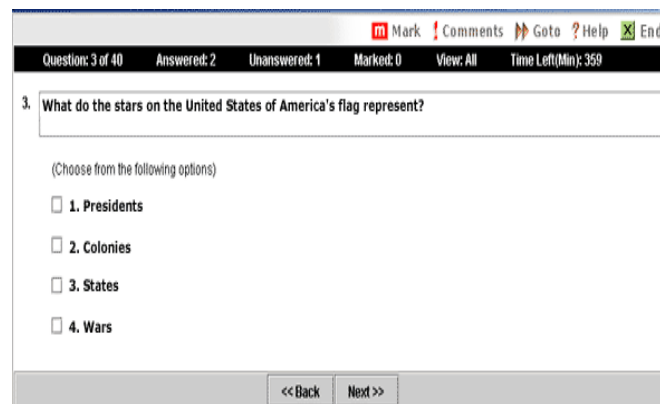 m Mark ! Comments Goto ? Help X End
Question: 3 of 40 Answered: 2 Unanswered: 1 Marked: 0 View: All Time Left(Min): 359
3. What do the stars on the United States of America's flag represent?
(Choose from the following options)
1. Presidents
2. Colonies
3. States
4. Wars
<< Back Next >>